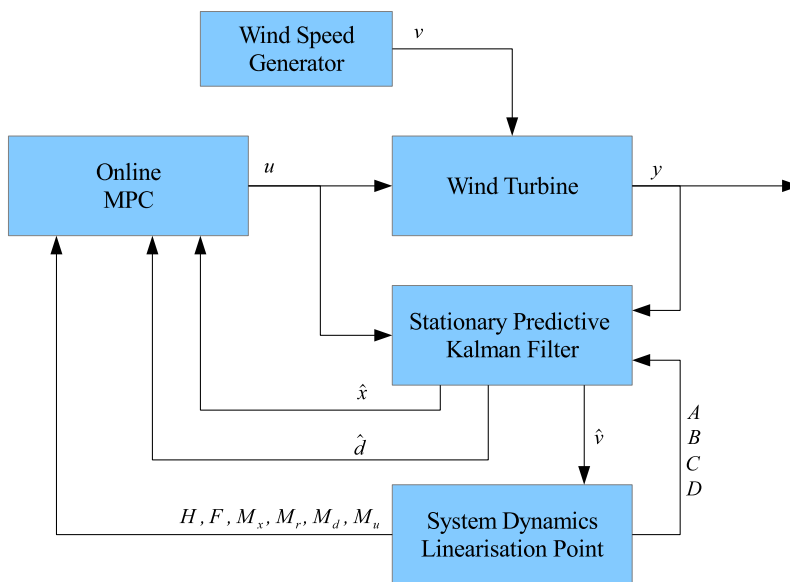 Wind Speed
Generator
v
Online
MPC
u
Wind Turbine
y
Stationary Predictive
Kalman Filter
x̂
d̂
v̂
A
B
C
D
H , F , M_x , M_r , M_d , M_u
System Dynamics
Linearisation Point